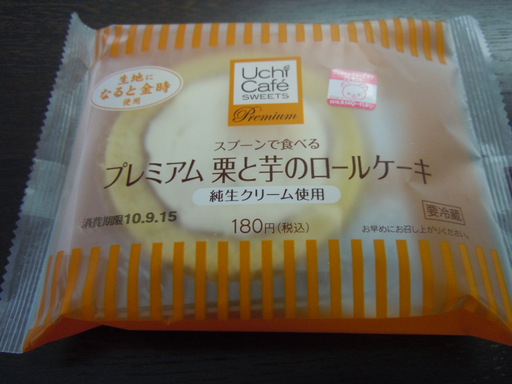 Uchi
Café
SWEETS
Premium
生地に
なると金時
使用
スプーンで食べる
プレミアム 栗と芋のロールケーキ
純生クリーム使用
消費期限10.9.15
180円(税込)
要冷蔵
お早めにお召し上がりください。